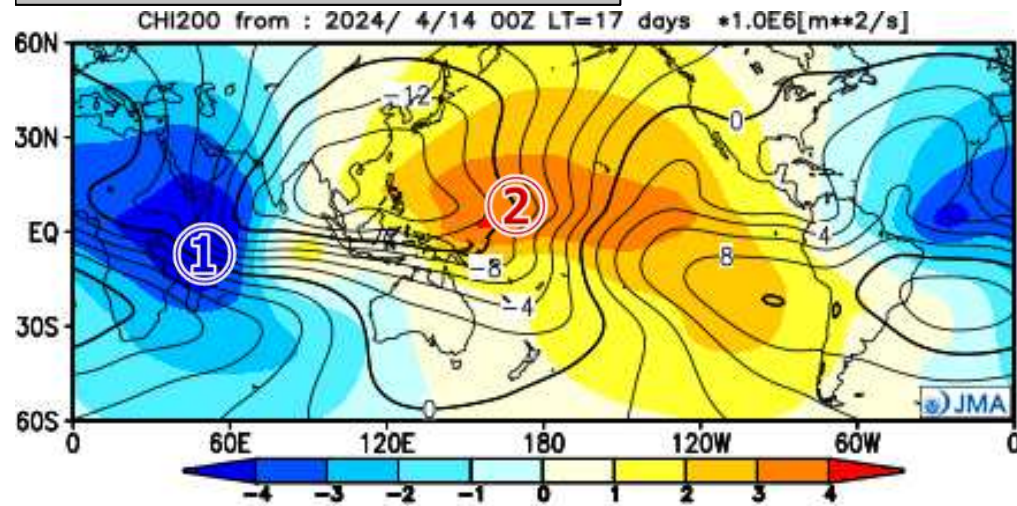 CHI200 from : 2024/ 4/14 00Z LT=17 days *1.0E6[m**2/s]
60N
30N
EQ
30S
60S
-12
0
-8
-4
8
-4
0
1
2
JMA
0 60E 120E 180 120W 60W 0
-4 -3 -2 -1 0 1 2 3 4